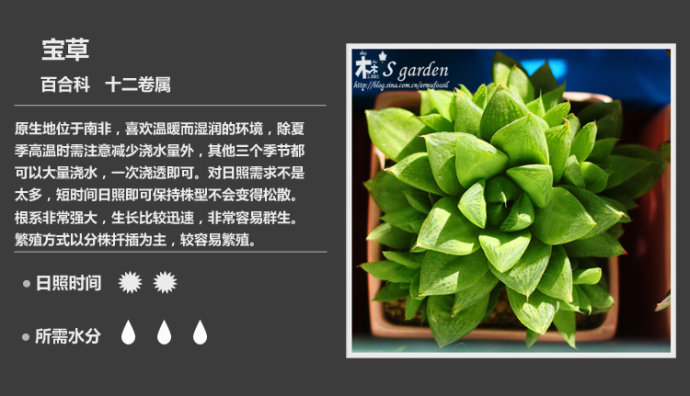 宝草
百合科 十二卷属
原生地位于南非，喜欢温暖而湿润的环境，除夏
季高温时需注意减少浇水量外，其他三个季节都
可以大量浇水，一次浇透即可。对日照需求不是
太多，短时间日照即可保持株型不会变得松散。
根系非常强大，生长比较迅速，非常容易群生。
繁殖方式以分株扦插为主，较容易繁殖。
日照时间
所需水分
森'S garden